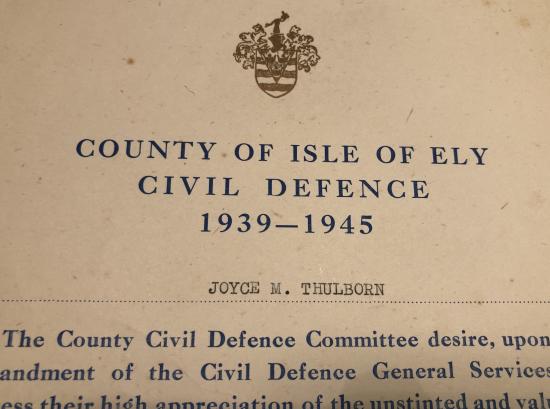 COUNTY OF ISLE OF ELY
CIVIL DEFENCE
1939—1945
JOYCE M. THULBORN
The County Civil Defence Committee desire, upon
andment of the Civil Defence General Services
ess their high appreciation of the unstinted and val